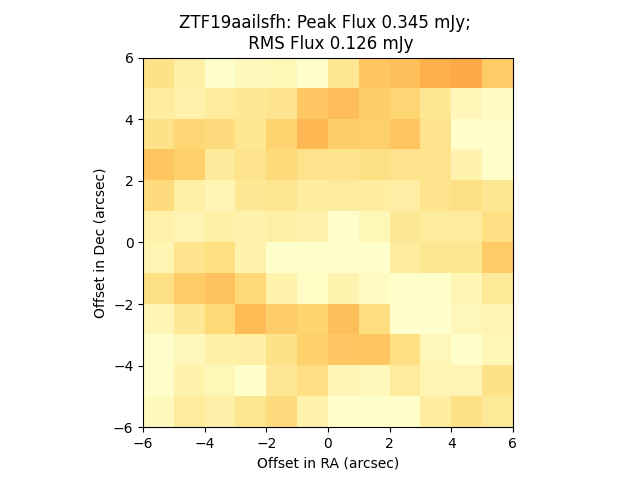 ZTF19aailsfh: Peak Flux 0.345 mJy;
RMS Flux 0.126 mJy
6
4
2
0
−2
−4
−6
Offset in Dec (arcsec)
−6 −4 −2 0 2 4 6
Offset in RA (arcsec)